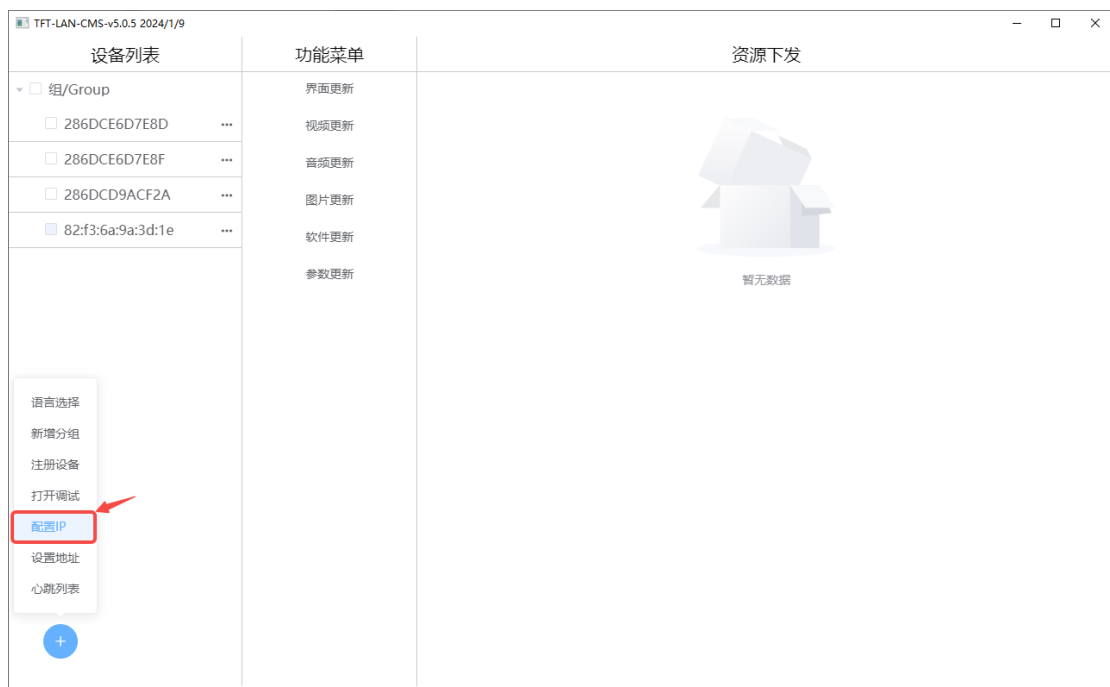 TFT-LAN-CMS-v5.0.5 2024/1/9
设备列表
功能菜单
资源下发
组/Group
286DCE6D7E8D
286DCE6D7E8F
286DCD9ACF2A
82:f3:6a:9a:3d:1e
界面更新
视频更新
音频更新
图片更新
软件更新
参数更新
暂无数据
语言选择
新增分组
注册设备
打开调试
配置IP
设置地址
心跳列表